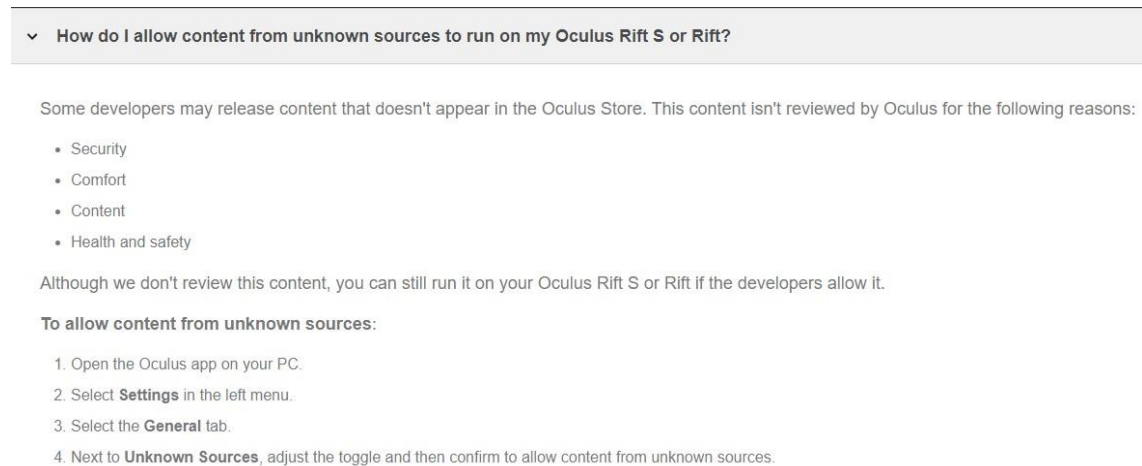 How do I allow content from unknown sources to run on my Oculus Rift S or Rift?
Some developers may release content that doesn't appear in the Oculus Store. This content isn't reviewed by Oculus for the following reasons:
• Security
• Comfort
• Content
• Health and safety
Although we don't review this content, you can still run it on your Oculus Rift S or Rift if the developers allow it.
To allow content from unknown sources:
1. Open the Oculus app on your PC.
2. Select Settings in the left menu.
3. Select the General tab.
4. Next to Unknown Sources, adjust the toggle and then confirm to allow content from unknown sources.